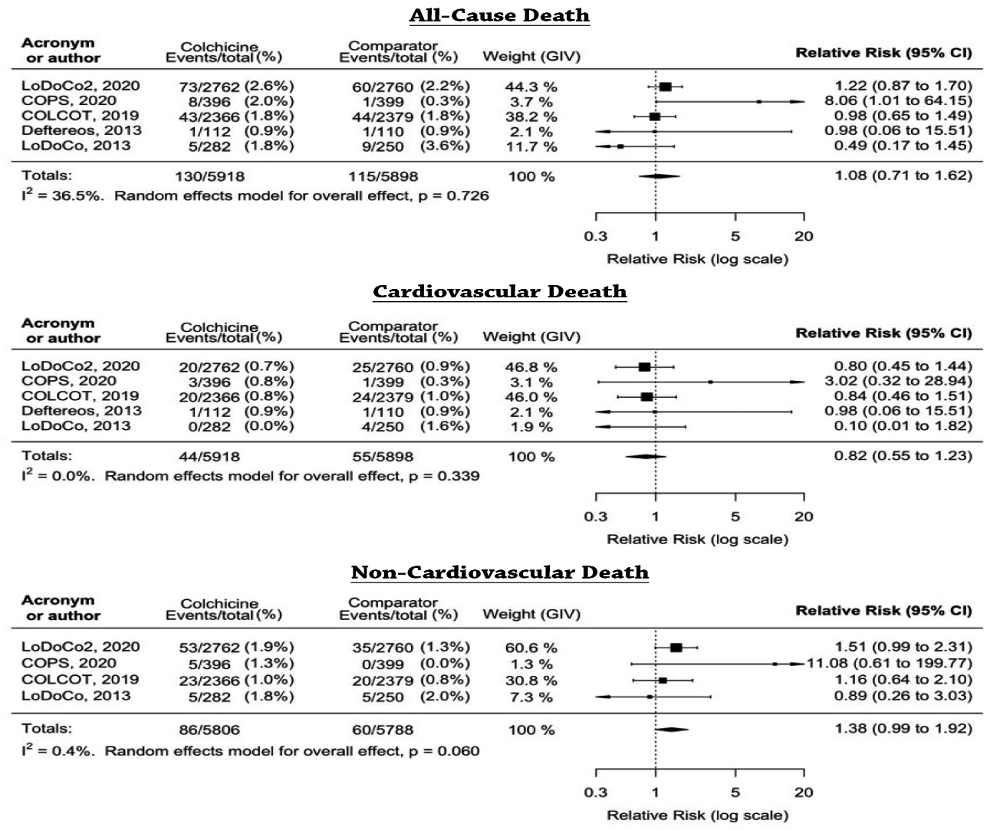 All-Cause Death
Acronym or author Colchicine Events/total (%) Comparator Events/total (%) Weight (GIV) Relative Risk (95% CI)
LoDoCo2, 2020 73/2762 (2.6%) 60/2760 (2.2%) 44.3 % 1.22 (0.87 to 1.70)
COPS, 2020 8/396 (2.0%) 1/399 (0.3%) 3.7 % 8.06 (1.01 to 64.15)
COLCOT, 2019 43/2366 (1.8%) 44/2379 (1.8%) 38.2 % 0.98 (0.65 to 1.49)
Deftereos, 2013 1/112 (0.9%) 1/110 (0.9%) 2.1 % 0.98 (0.06 to 15.51)
LoDoCo, 2013 5/282 (1.8%) 9/250 (3.6%) 11.7 % 0.49 (0.17 to 1.45)
Totals: 130/5918 115/5898 100 % 1.08 (0.71 to 1.62)
I² = 36.5%. Random effects model for overall effect, p = 0.726
0.3 1 5 20
Relative Risk (log scale)
Cardiovascular Deeath
Acronym or author Colchicine Events/total (%) Comparator Events/total (%) Weight (GIV) Relative Risk (95% CI)
LoDoCo2, 2020 20/2762 (0.7%) 25/2760 (0.9%) 46.8 % 0.80 (0.45 to 1.44)
COPS, 2020 3/396 (0.8%) 1/399 (0.3%) 3.1 % 3.02 (0.32 to 28.94)
COLCOT, 2019 20/2366 (0.8%) 24/2379 (1.0%) 46.0 % 0.84 (0.46 to 1.51)
Deftereos, 2013 1/112 (0.9%) 1/110 (0.9%) 2.1 % 0.98 (0.06 to 15.51)
LoDoCo, 2013 0/282 (0.0%) 4/250 (1.6%) 1.9 % 0.10 (0.01 to 1.82)
Totals: 44/5918 55/5898 100 % 0.82 (0.55 to 1.23)
I² = 0.0%. Random effects model for overall effect, p = 0.339
0.3 1 5 20
Relative Risk (log scale)
Non-Cardiovascular Death
Acronym or author Colchicine Events/total (%) Comparator Events/total (%) Weight (GIV) Relative Risk (95% CI)
LoDoCo2, 2020 53/2762 (1.9%) 35/2760 (1.3%) 60.6 % 1.51 (0.99 to 2.31)
COPS, 2020 5/396 (1.3%) 0/399 (0.0%) 1.3 % 11.08 (0.61 to 199.77)
COLCOT, 2019 23/2366 (1.0%) 20/2379 (0.8%) 30.8 % 1.16 (0.64 to 2.10)
LoDoCo, 2013 5/282 (1.8%) 5/250 (2.0%) 7.3 % 0.89 (0.26 to 3.03)
Totals: 86/5806 60/5788 100 % 1.38 (0.99 to 1.92)
I² = 0.4%. Random effects model for overall effect, p = 0.060
0.3 1 5 20
Relative Risk (log scale)